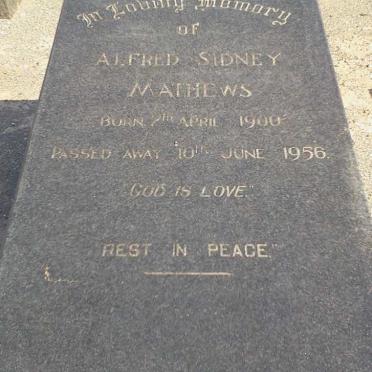 In Loving Memory
of
ALFRED SIDNEY
MATHEWS
BORN 7TH APRIL 1900
PASSED AWAY 10TH JUNE 1956.
"GOD IS LOVE."
REST IN PEACE."